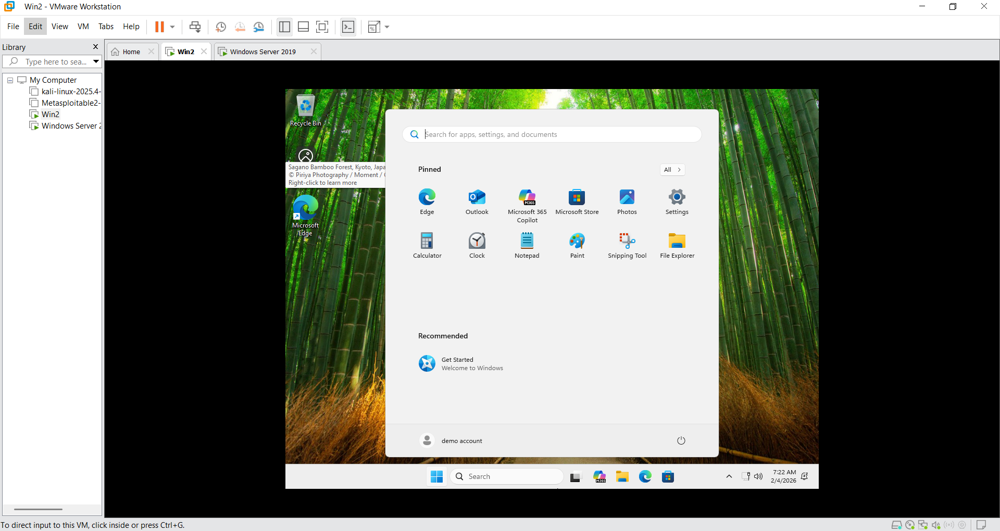 Win2 - VMware Workstation
File Edit View VM Tabs Help
Library
Type here to sea...
My Computer
kali-linux-2025.4-
Metasploitable2-
Win2
Windows Server 2
Home
Win2
Windows Server 2019
Recycle Bin
Sagano Bamboo Forest, Kyoto, Japa
© Piriya Photography / Moment /
Right-click to learn more
Microsoft
Edge
Search for apps, settings, and documents
Pinned
All
Edge
Outlook
M365
Microsoft 365
Copilot
Microsoft Store
Photos
Settings
Calculator
Clock
Notepad
Paint
Snipping Tool
File Explorer
Recommended
Get Started
Welcome to Windows
demo account
Search
M365
7:22 AM
2/4/2026
To direct input to this VM, click inside or press Ctrl+G.